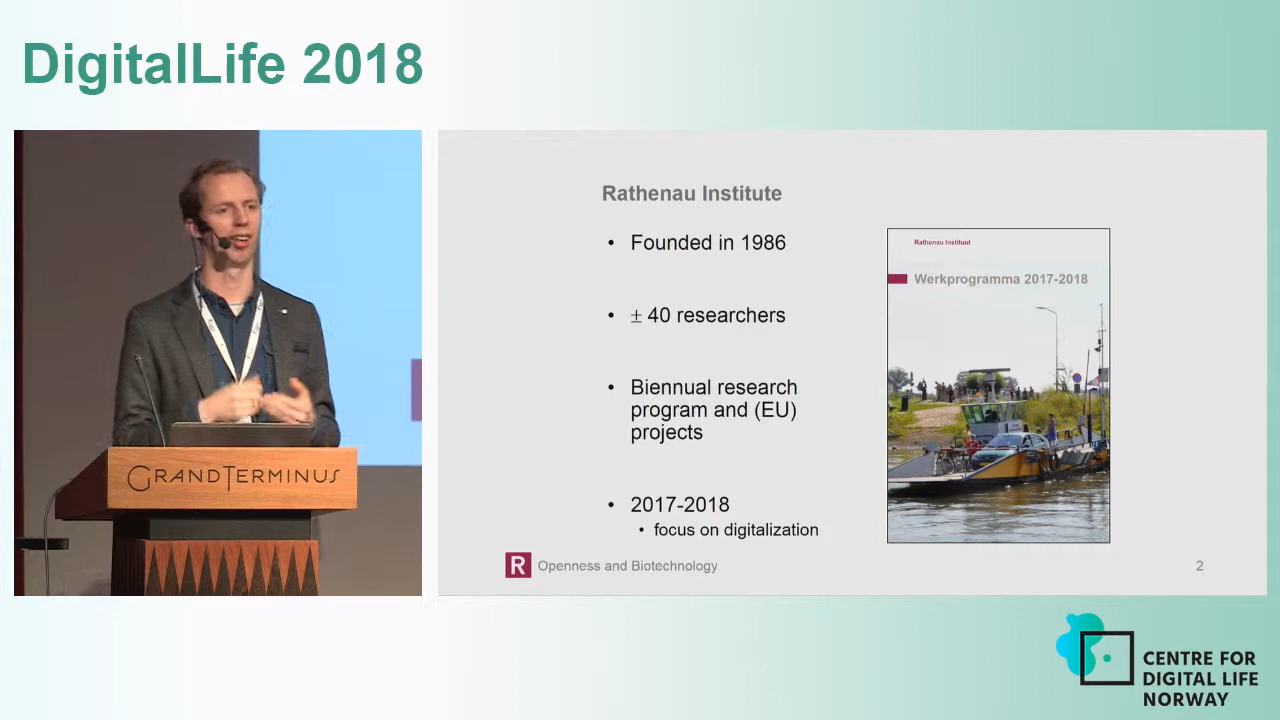 DigitalLife 2018
GRANDTERMINUS
Rathenau Institute
• Founded in 1986
• ± 40 researchers
• Biennual research
program and (EU)
projects
• 2017-2018
• focus on digitalization
Rathenau Instituut
Werkprogramma 2017-2018
R Openness and Biotechnology
2
CENTRE FOR
DIGITAL LIFE
NORWAY